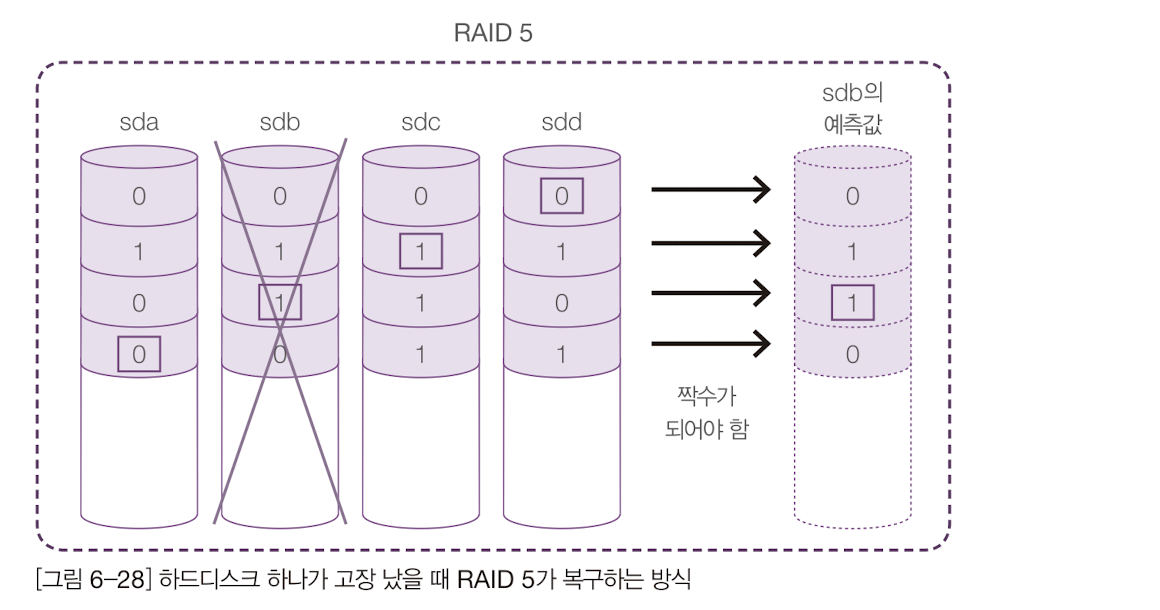 RAID 5
sda sdb sdc sdd sdb의
예측값
0 0 0 0 0
1 1 1 1 1
0 1 1 0 1
0 0 1 1 0
짝수가
되어야 함
[그림 6-28] 하드디스크 하나가 고장 났을 때 RAID 5가 복구하는 방식